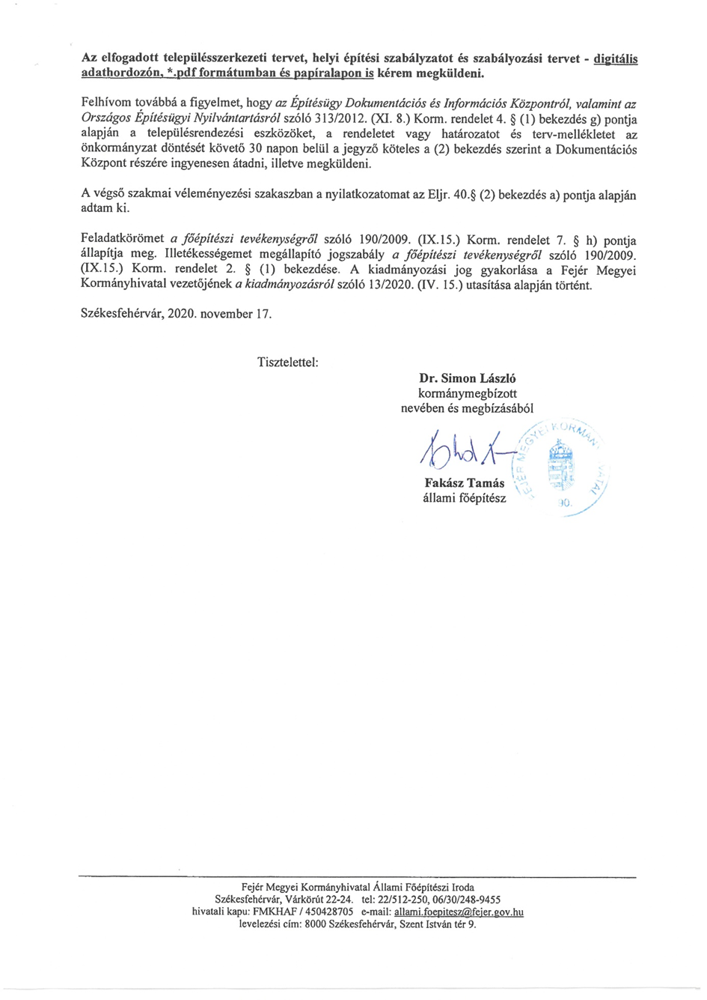 Az elfogadott településszerkezeti tervet, helyi építési szabályzatot és szabályozási tervet - digitális
adathordozón, *.pdf formátumban és papíralapon is kérem megküldeni.
Felhívom továbbá a figyelmet, hogy az Építésügy Dokumentációs és Információs Központról, valamint az
Országos Építésügyi Nyilvántartásról szóló 313/2012. (XI. 8.) Korm. rendelet 4. § (1) bekezdés g) pontja
alapján a településrendezési eszközöket, a rendeletet vagy határozatot és terv-mellékletet az
önkormányzat döntését követő 30 napon belül a jegyző köteles a (2) bekezdés szerint a Dokumentációs
Központ részére ingyenesen átadni, illetve megküldeni.
A végső szakmai véleményezési szakaszban a nyilatkozatomat az Eljr. 40.§ (2) bekezdés a) pontja alapján
adtam ki.
Feladatkörömet a főépítészi tevékenységről szóló 190/2009. (IX.15.) Korm. rendelet 7. § h) pontja
állapítja meg. Illetékességemet megállapító jogszabály a főépítészi tevékenységről szóló 190/2009.
(IX.15.) Korm. rendelet 2. § (1) bekezdése. A kiadmányozási jog gyakorlása a Fejér Megyei
Kormányhivatal vezetőjének a kiadmányozásról szóló 13/2020. (IV. 15.) utasítása alapján történt.
Székesfehérvár, 2020. november 17.
Tisztelettel:
Dr. Simon László
kormánymegbízott
nevében és megbízásából
Fakász Tamás
állami főépítész
FEJÉR MEGYEI KORMÁN
90.
Fejér Megyei Kormányhivatal Állami Főépítészi Iroda
Székesfehérvár, Várkörút 22-24. tel: 22/512-250, 06/30/248-9455
hivatali kapu: FMKHAF / 450428705 e-mail: allami.foepitesz@fejer.gov.hu
levelezési cím: 8000 Székesfehérvár, Szent István tér 9.